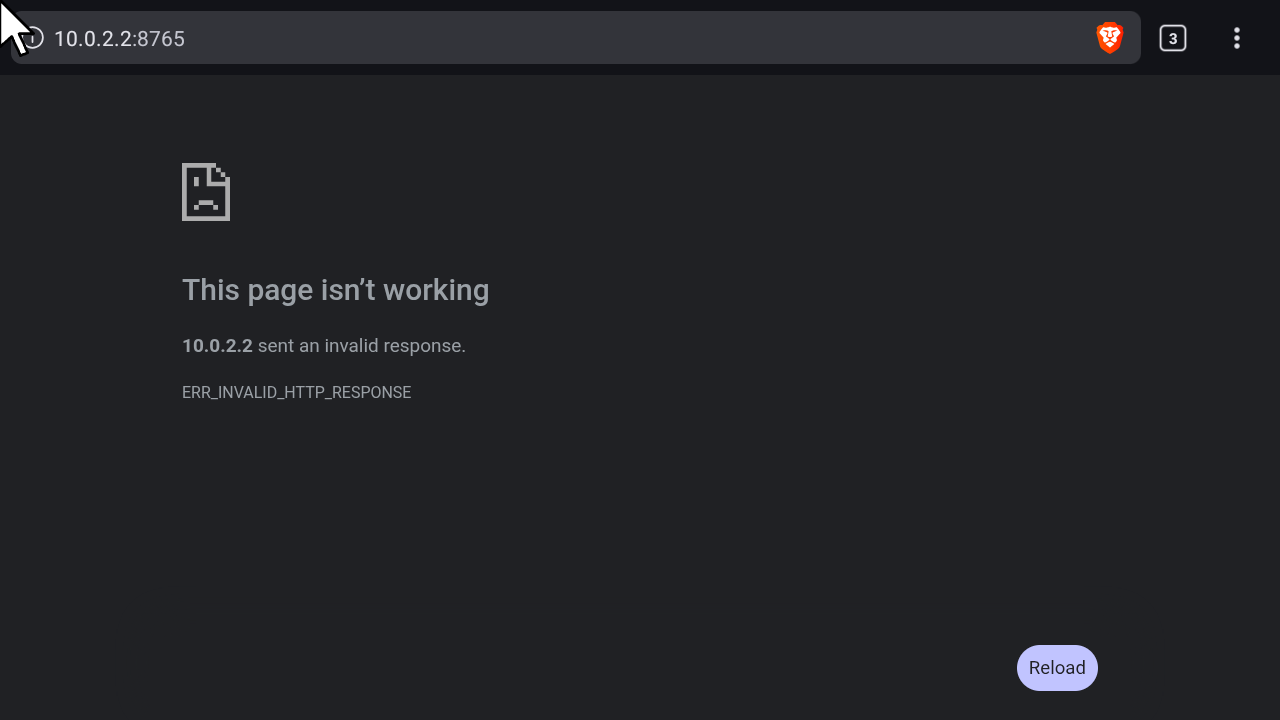 10.0.2.2:8765
3
This page isn’t working
10.0.2.2 sent an invalid response.
ERR_INVALID_HTTP_RESPONSE
Reload